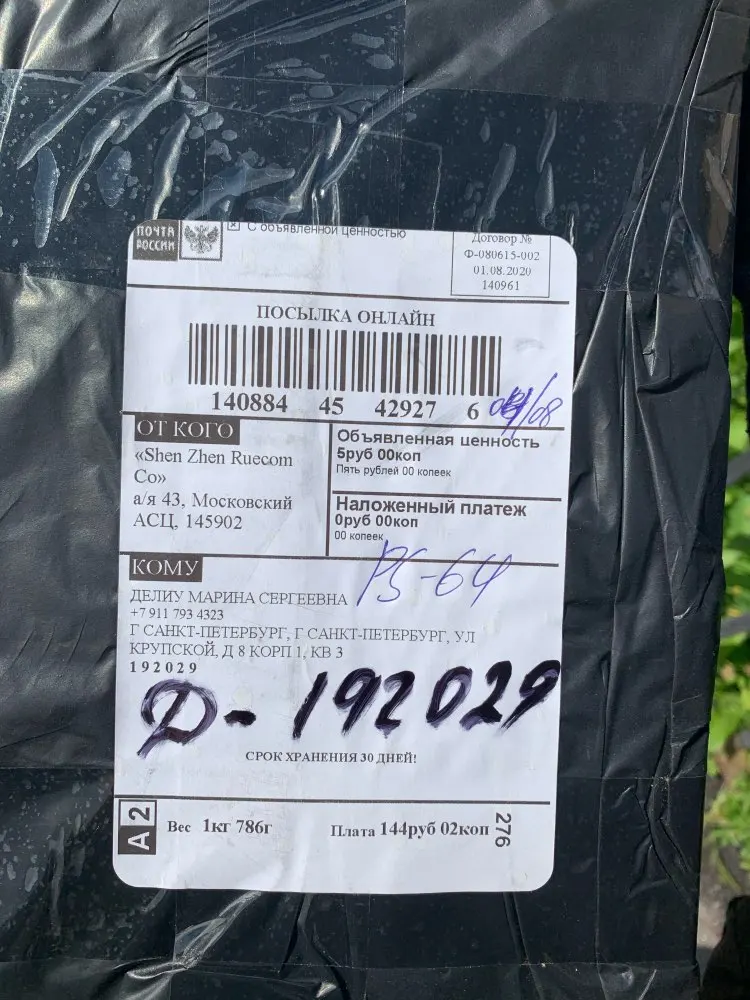 ПОЧТА
РОССИИ
С объявленной ценностью
Договор №
Ф-080615-002
01.08.2020
140961
ПОСЫЛКА ОНЛАЙН
140884 45 42927 6
/08
ОТ КОГО
«Shen Zhen Ruecom
Co»
а/я 43, Московский
АСЦ, 145902
Объявленная ценность
5руб 00коп
Пять рублей 00 копеек
Наложенный платеж
0руб 00коп
00 копеек
PS-64
КОМУ
ДЕЛИУ МАРИНА СЕРГЕЕВНА
+7 911 793 4323
Г САНКТ-ПЕТЕРБУРГ, Г САНКТ-ПЕТЕРБУРГ, УЛ
КРУПСКОЙ, Д 8 КОРП 1, КВ 3
192029
Д- 192029
СРОК ХРАНЕНИЯ 30 ДНЕЙ!
A2
Вес 1кг 786г
Плата 144руб 02коп
276